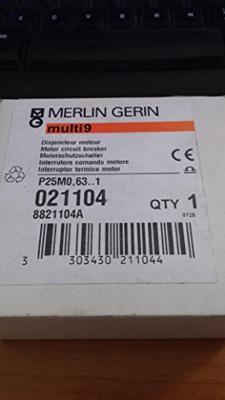 MERLIN GERIN
multi9
Disjoncteur moteur
Motor circuit breaker
Motorschutzschalter
Interruttore comando motore
Interruptor termico motor
CE
P25M0,63..1
021104 QTY 1
8821104A 9728
3 303430 211044